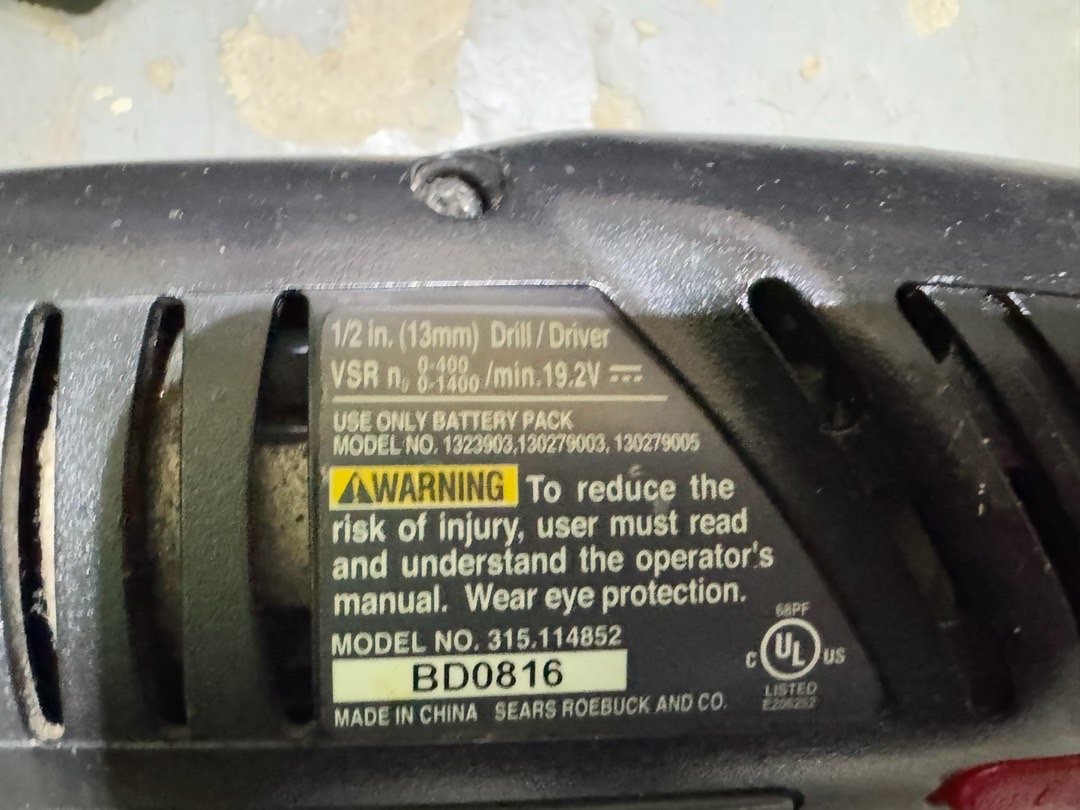 1/2 in. (13mm) Drill / Driver
VSR n₀ 0-400 0-1400 /min. 19.2V
USE ONLY BATTERY PACK
MODEL NO. 1323903,130279003, 130279005
WARNING To reduce the
risk of injury, user must read
and understand the operator's
manual. Wear eye protection.
MODEL NO. 315.114852
BD0816
MADE IN CHINA SEARS ROEBUCK AND CO.
68PF
C UL US
LISTED